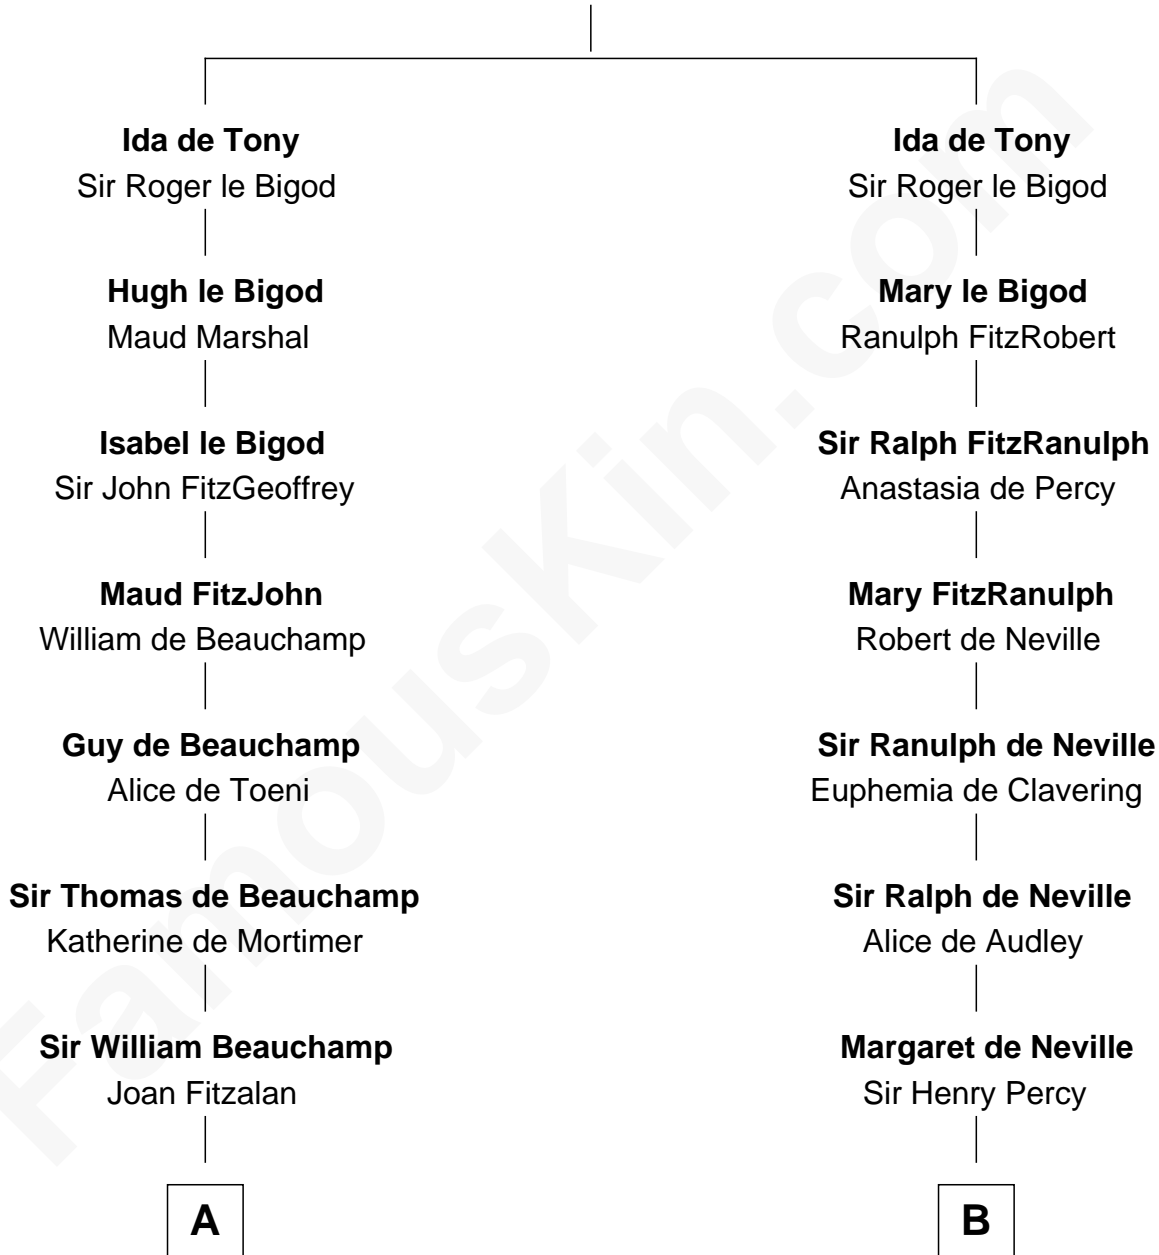 Ida de Tony
Sir Roger le Bigod
Hugh le Bigod
Maud Marshal
Isabel le Bigod
Sir John FitzGeoffrey
Maud FitzJohn
William de Beauchamp
Guy de Beauchamp
Alice de Toeni
Sir Thomas de Beauchamp
Katherine de Mortimer
Sir William Beauchamp
Joan Fitzalan
A
Ida de Tony
Sir Roger le Bigod
Mary le Bigod
Ranulph FitzRobert
Sir Ralph FitzRanulph
Anastasia de Percy
Mary FitzRanulph
Robert de Neville
Sir Ranulph de Neville
Euphemia de Clavering
Sir Ralph de Neville
Alice de Audley
Margaret de Neville
Sir Henry Percy
B
FamousKin.com